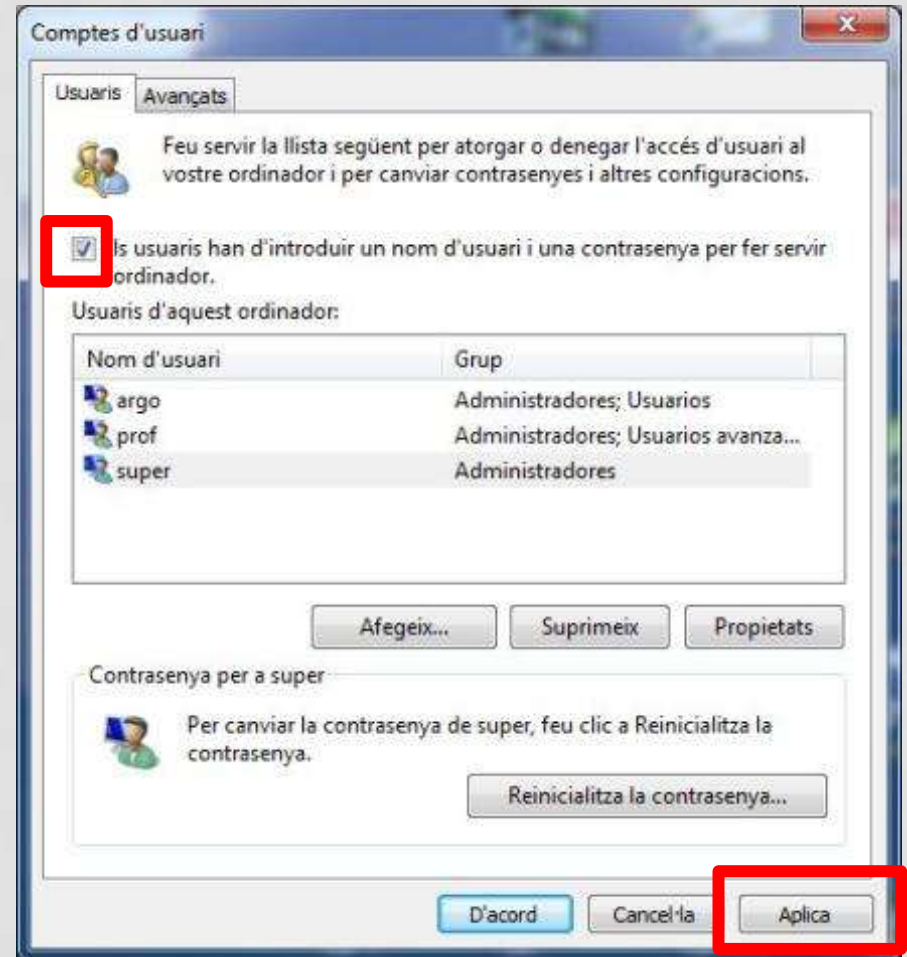 Comptes d'usuari
Usuaris
Avançats
Feu servir la llista següent per atorgar o denegar l'accés d'usuari al
vostre ordinador i per canviar contrasenyes i altres configuracions.
ls usuaris han d'introduir un nom d'usuari i una contrasenya per fer servir
ordinador.
Usuaris d'aquest ordinador:
Nom d'usuari Grup
argo Administradores; Usuarios
prof Administradores; Usuarios avanza...
super Administradores
Afegeix... Suprimeix Propietats
Contrasenya per a super
Per canviar la contrasenya de super, feu clic a Reinicialitza la
contrasenya.
Reinicialitza la contrasenya...
D'acord Cancel·la Aplica